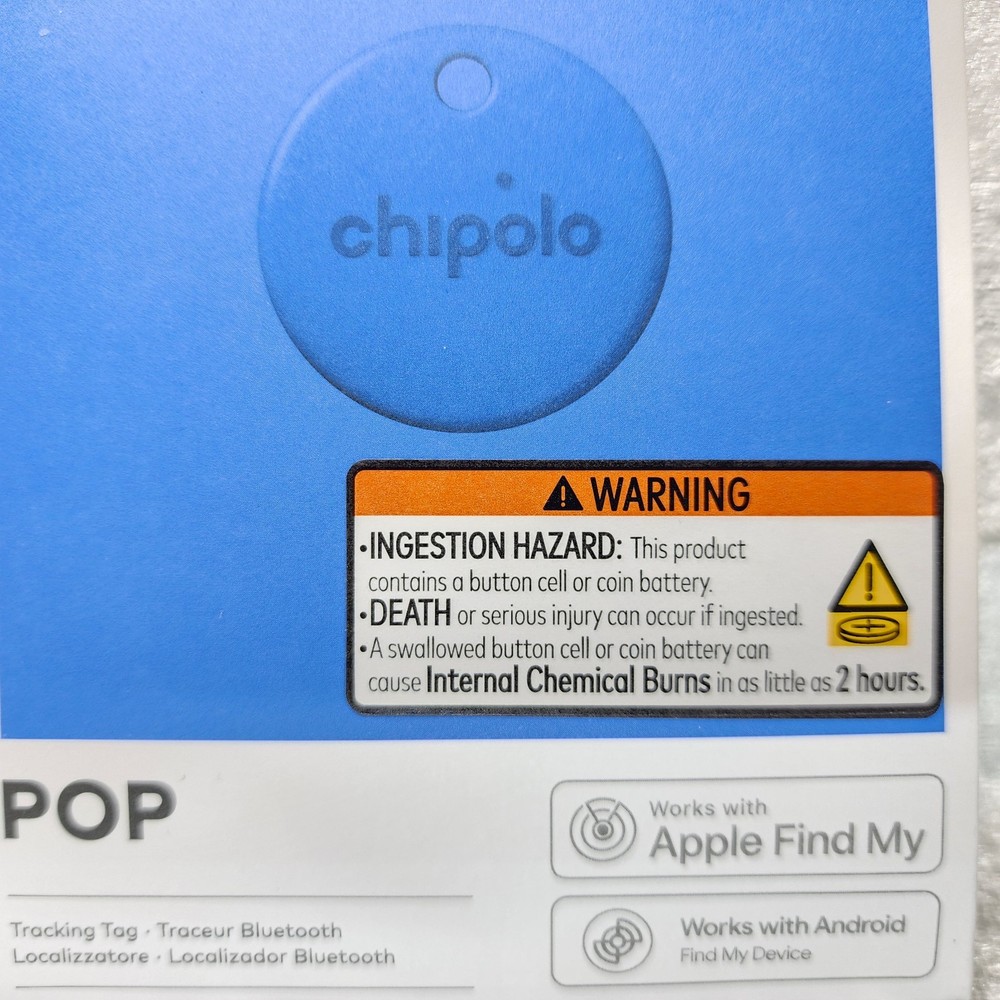 chipolo
WARNING
•INGESTION HAZARD: This product
contains a button cell or coin battery.
•DEATH or serious injury can occur if ingested.
•A swallowed button cell or coin battery can
cause Internal Chemical Burns in as little as 2 hours.
POP
Works with
Apple Find My
Tracking Tag · Traceur Bluetooth
Localizzatore · Localizador Bluetooth
Works with Android
Find My Device